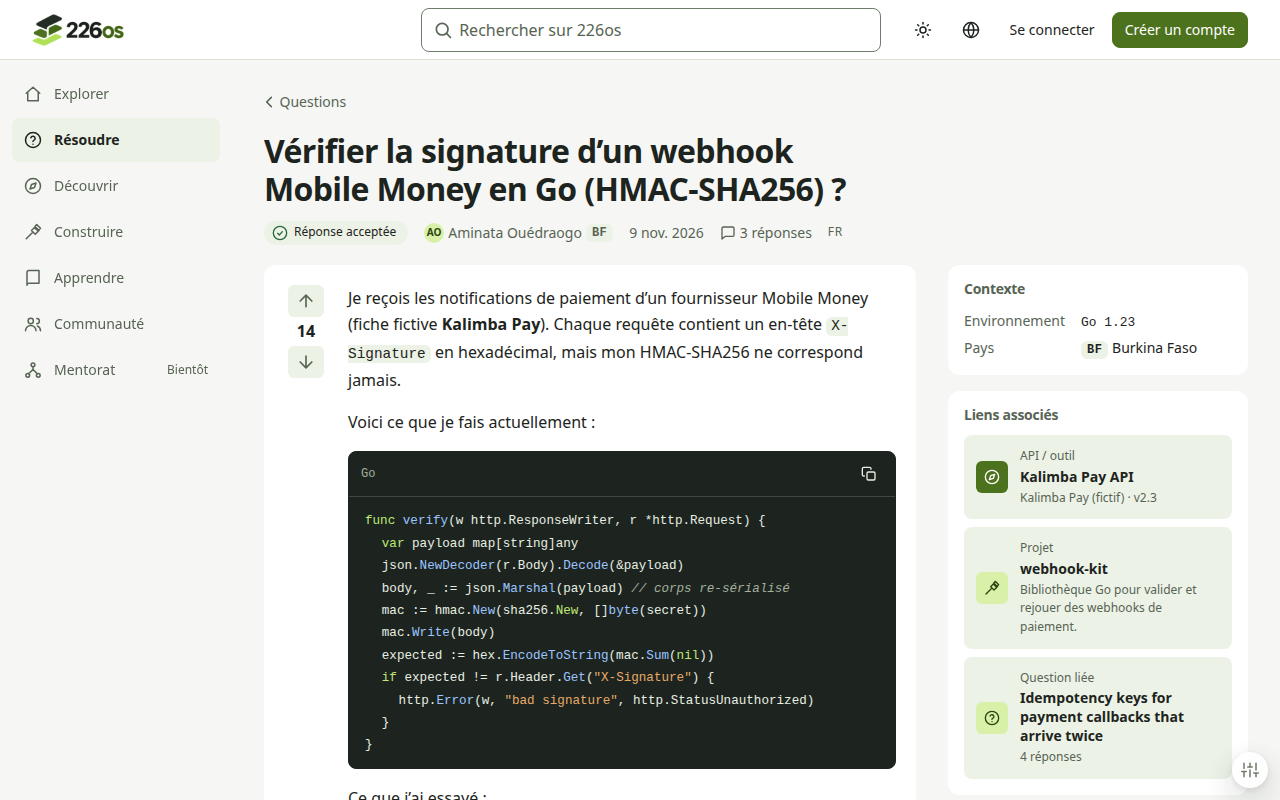 226os
Rechercher sur 226os
Se connecter
Créer un compte
Explorer
Résoudre
Découvrir
Construire
Apprendre
Communauté
Mentorat
Bientôt
Questions
Vérifier la signature d’un webhook
Mobile Money en Go (HMAC-SHA256) ?
Réponse acceptée
AO Aminata Ouédraogo BF
9 nov. 2026
3 réponses
FR
14
Je reçois les notifications de paiement d’un fournisseur Mobile Money
(fiche fictive Kalimba Pay). Chaque requête contient un en-tête X-
Signature en hexadécimal, mais mon HMAC-SHA256 ne correspond
jamais.
Voici ce que je fais actuellement :
Go
func verify(w http.ResponseWriter, r *http.Request) {
var payload map[string]any
json.NewDecoder(r.Body).Decode(&payload)
body, _ := json.Marshal(payload) // corps re-sérialisé
mac := hmac.New(sha256.New, []byte(secret))
mac.Write(body)
expected := hex.EncodeToString(mac.Sum(nil))
if expected != r.Header.Get("X-Signature") {
http.Error(w, "bad signature", http.StatusUnauthorized)
}
}
Ce que j’ai essayé :
Contexte
Environnement Go 1.23
Pays BF Burkina Faso
Liens associés
API / outil
Kalimba Pay API
Kalimba Pay (fictif) · v2.3
Projet
webhook-kit
Bibliothèque Go pour valider et
rejouer des webhooks de
paiement.
Question liée
Idempotency keys for
payment callbacks that
arrive twice
4 réponses